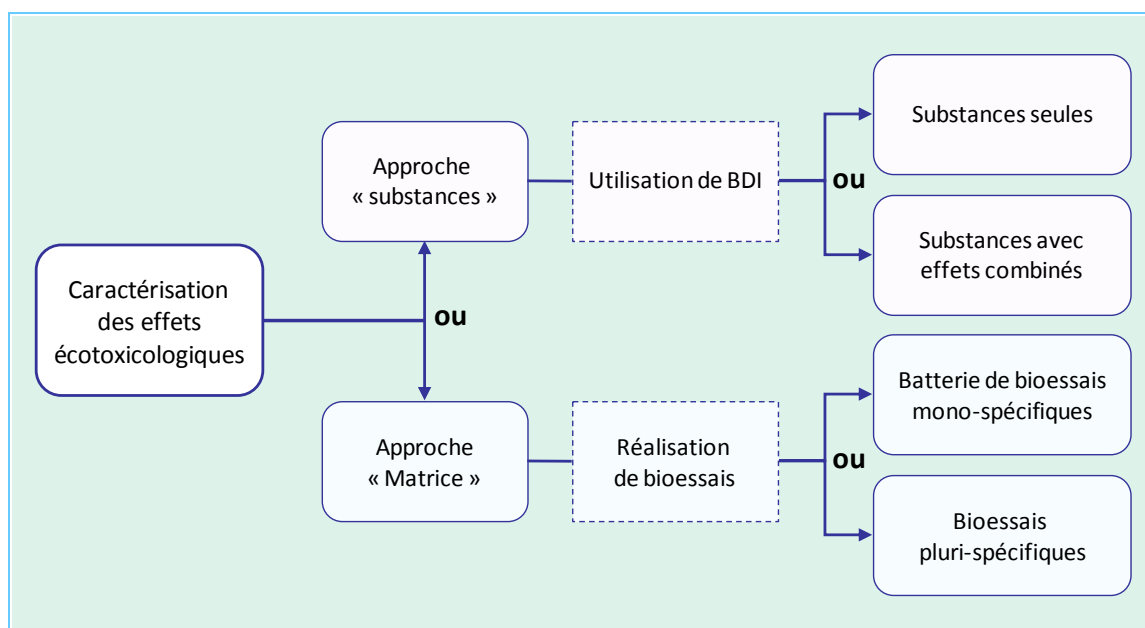 Caractérisation
des effets
écotoxicologiques
ou
Approche
« substances »
Utilisation de BDI
ou
Substances seules
Substances avec
effets combinés
Approche
« Matrice »
Réalisation
de bioessais
ou
Batterie de bioessais
mono-spécifiques
Bioessais
pluri-spécifiques